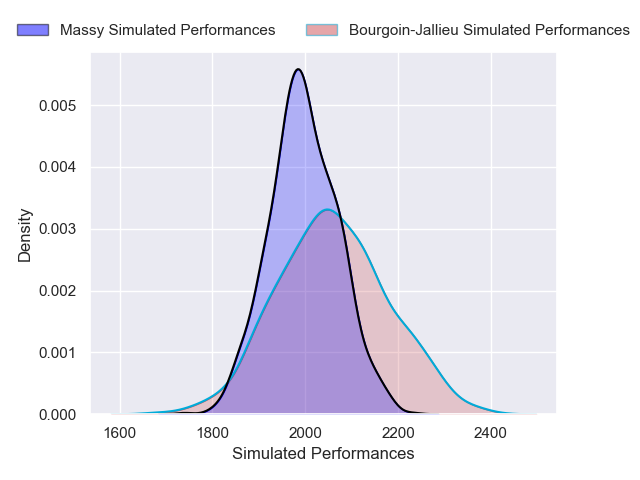 Massy Simulated Performances
Bourgoin-Jallieu Simulated Performances
0.005
0.004
0.003
0.002
0.001
0.000
Density
1600
1800
2000
2200
2400
Simulated Performances